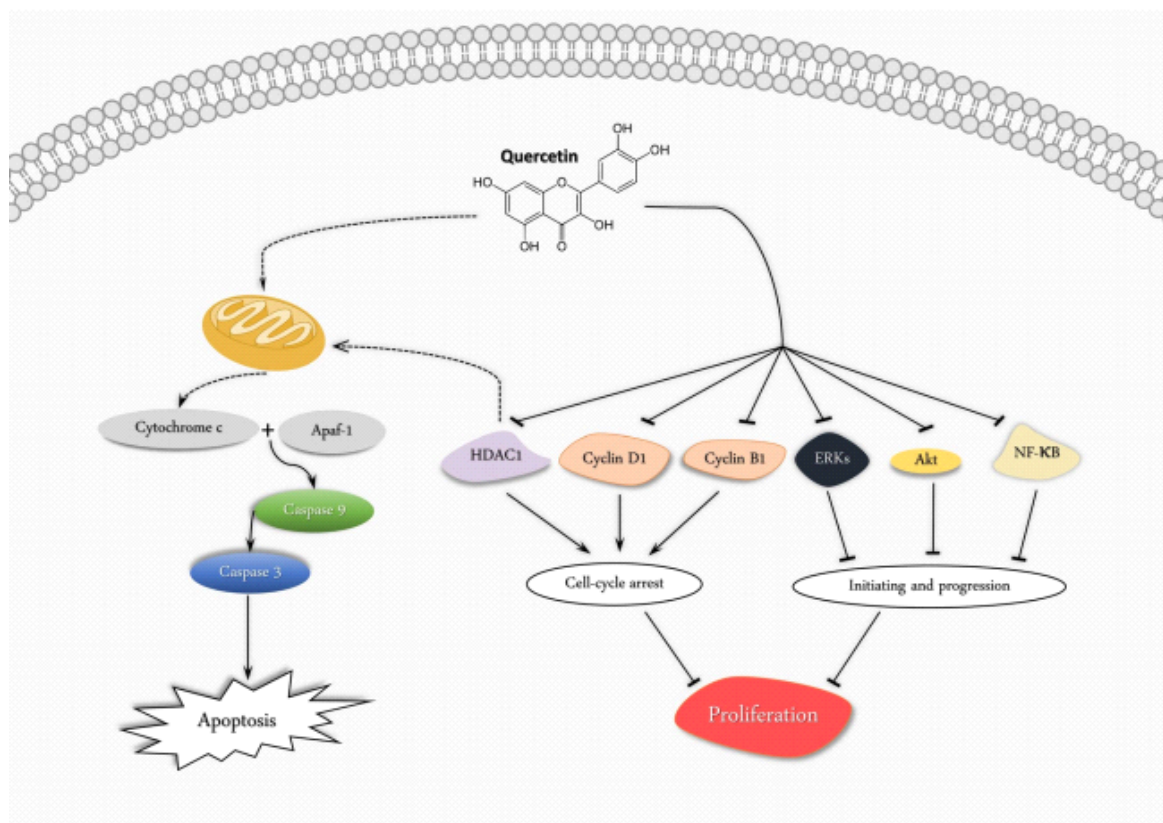 Quercetin
OH
OH
HO
O
OH
OH
O
Cytochrome c
+
Apaf-1
HDAC1
Cyclin D1
Cyclin B1
ERKs
Akt
NF-KB
Caspase 9
Caspase 3
Cell-cycle arrest
Initiating and progression
Apoptosis
Proliferation